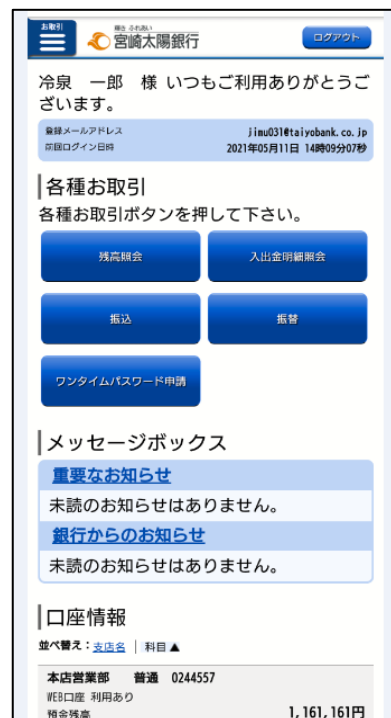 お取引
輝き ふれあい
宮崎太陽銀行
ログアウト
冷泉 一郎 様 いつもご利用ありがとうご
ざいます。
登録メールアドレス jimu031@taiyobank.co.jp
前回ログイン日時 2021年05月11日 14時09分07秒
各種お取引
各種お取引ボタンを押して下さい。
残高照会 入出金明細照会
振込 振替
ワンタイムパスワード申請
メッセージボックス
重要なお知らせ
未読のお知らせはありません。
銀行からのお知らせ
未読のお知らせはありません。
口座情報
並べ替え:支店名 | 科目▲
本店営業部 普通 0244557
WEB口座 利用あり
預金残高 1,161,161円